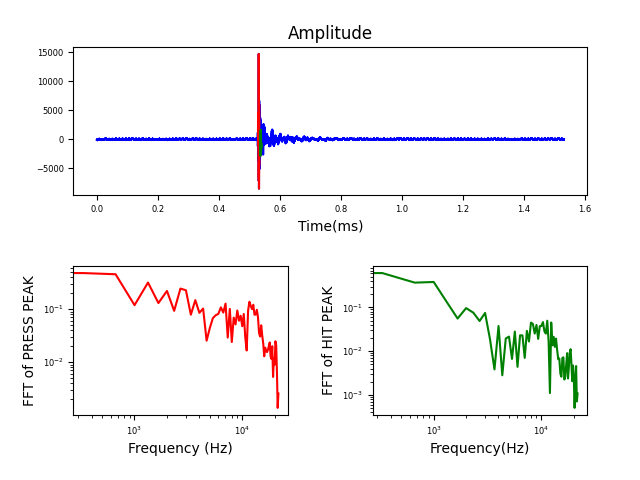 Amplitude
15000
10000
5000
0
−5000
0.0 0.2 0.4 0.6 0.8 1.0 1.2 1.4 1.6
Time(ms)
FFT of PRESS PEAK
10⁻¹
10⁻²
10³ 10⁴
Frequency (Hz)
FFT of HIT PEAK
10⁻¹
10⁻²
10⁻³
10³ 10⁴
Frequency(Hz)